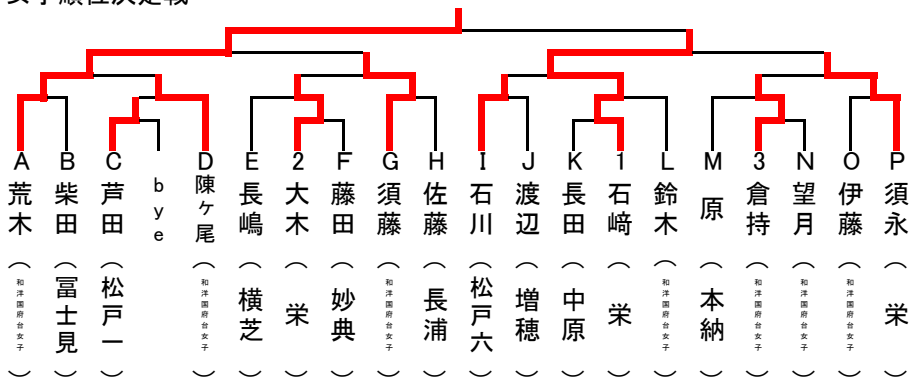 女子順位決定戦
A
荒木
（和洋国府台女子）
B
柴田
（冨士見）
C
芦田
（松戸一）
bye
D
陳ヶ尾
（和洋国府台女子）
E
長嶋
（横芝）
2
大木
（栄）
F
藤田
（妙典）
G
須藤
（和洋国府台女子）
H
佐藤
（長浦）
I
石川
（松戸六）
J
渡辺
（増穂）
K
長田
（中原）
1
石﨑
（栄）
L
鈴木
（和洋国府台女子）
M
原
（本納）
3
倉持
（和洋国府台女子）
N
望月
（和洋国府台女子）
O
伊藤
（和洋国府台女子）
P
須永
（栄）